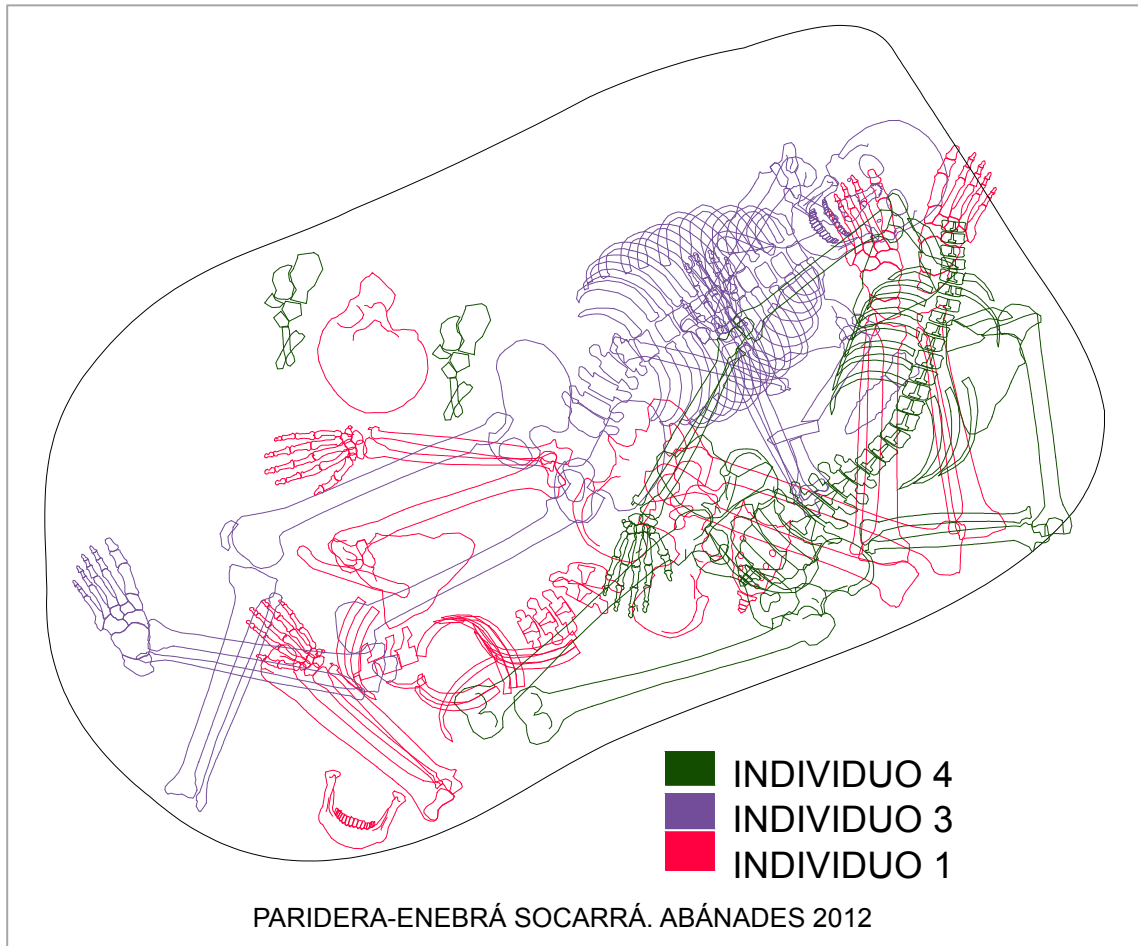 INDIVIDUO 4
INDIVIDUO 3
INDIVIDUO 1
PARIDERA-ENEBRÁ SOCARRÁ. ABÁNADES 2012